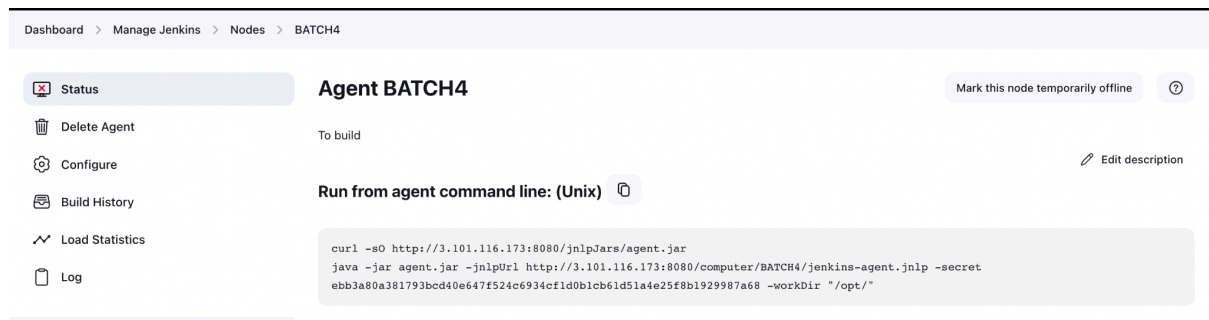 Dashboard > Manage Jenkins > Nodes > BATCH4
Status
Delete Agent
Configure
Build History
Load Statistics
Log
Agent BATCH4
Mark this node temporarily offline
To build
Edit description
Run from agent command line: (Unix)
curl -sO http://3.101.116.173:8080/jnlpJars/agent.jar
java -jar agent.jar -jnlpUrl http://3.101.116.173:8080/computer/BATCH4/jenkins-agent.jnlp -secret
ebb3a80a381793bcd40e647f524c6934cf1d0b1cb61d51a4e25f8b1929987a68 -workDir "/opt/"